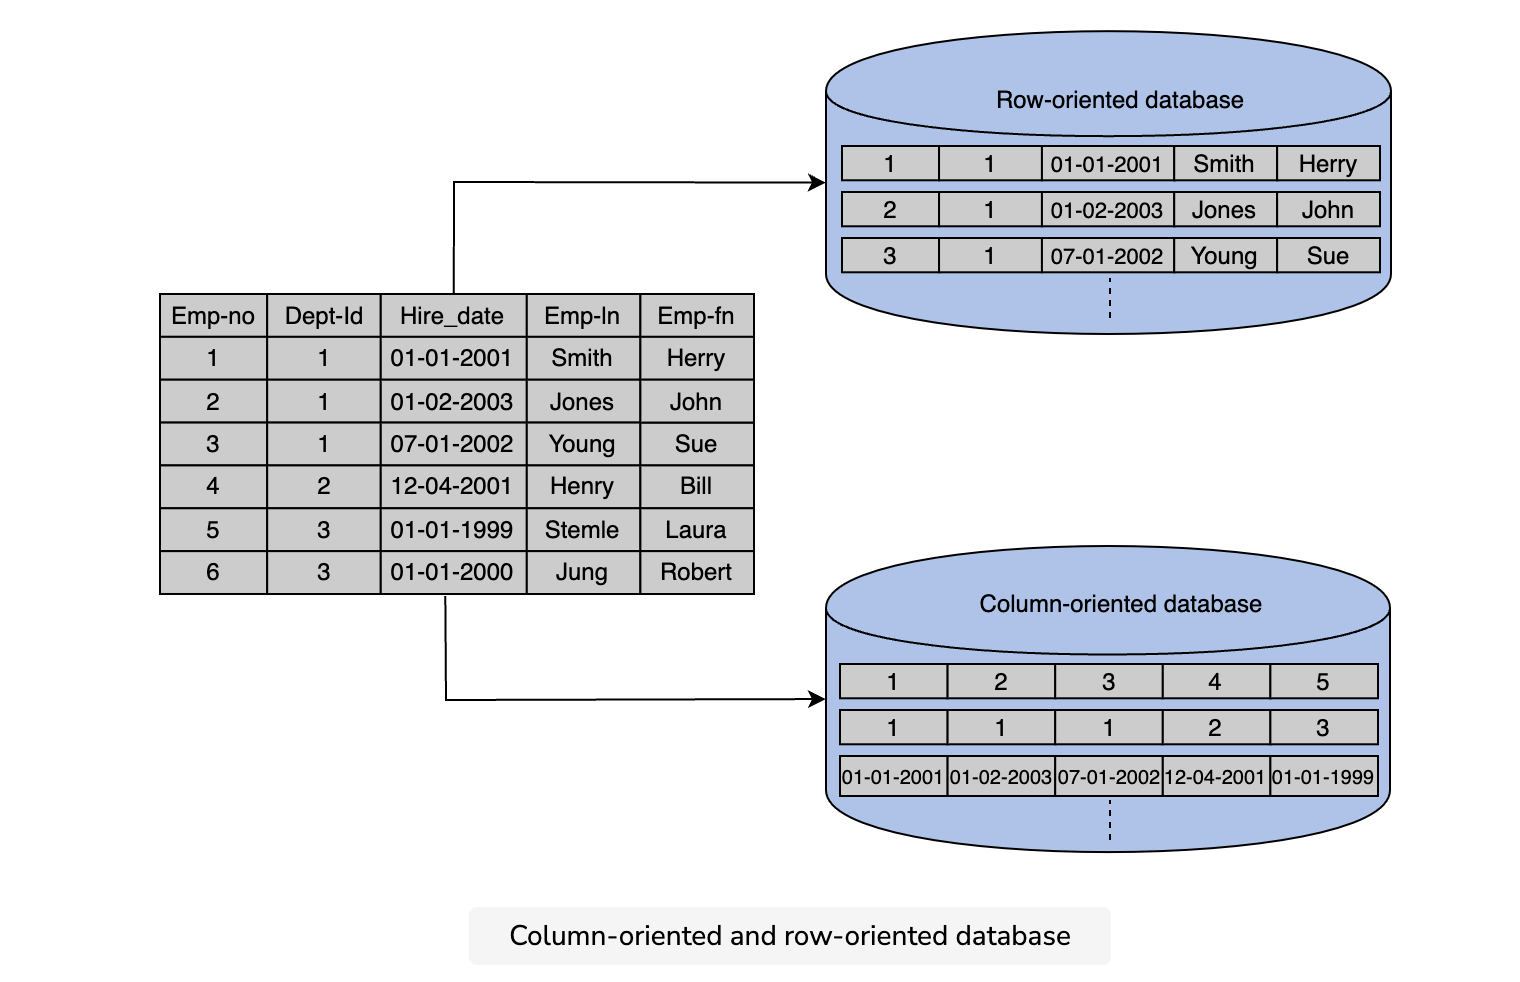 Row-oriented database
1 1 01-01-2001 Smith Herry
2 1 01-02-2003 Jones John
3 1 07-01-2002 Young Sue
Emp-no Dept-Id Hire_date Emp-ln Emp-fn
1 1 01-01-2001 Smith Herry
2 1 01-02-2003 Jones John
3 1 07-01-2002 Young Sue
4 2 12-04-2001 Henry Bill
5 3 01-01-1999 Stemle Laura
6 3 01-01-2000 Jung Robert
Column-oriented database
1 2 3 4 5
1 1 1 2 3
01-01-2001 01-02-2003 07-01-2002 12-04-2001 01-01-1999
Column-oriented and row-oriented database